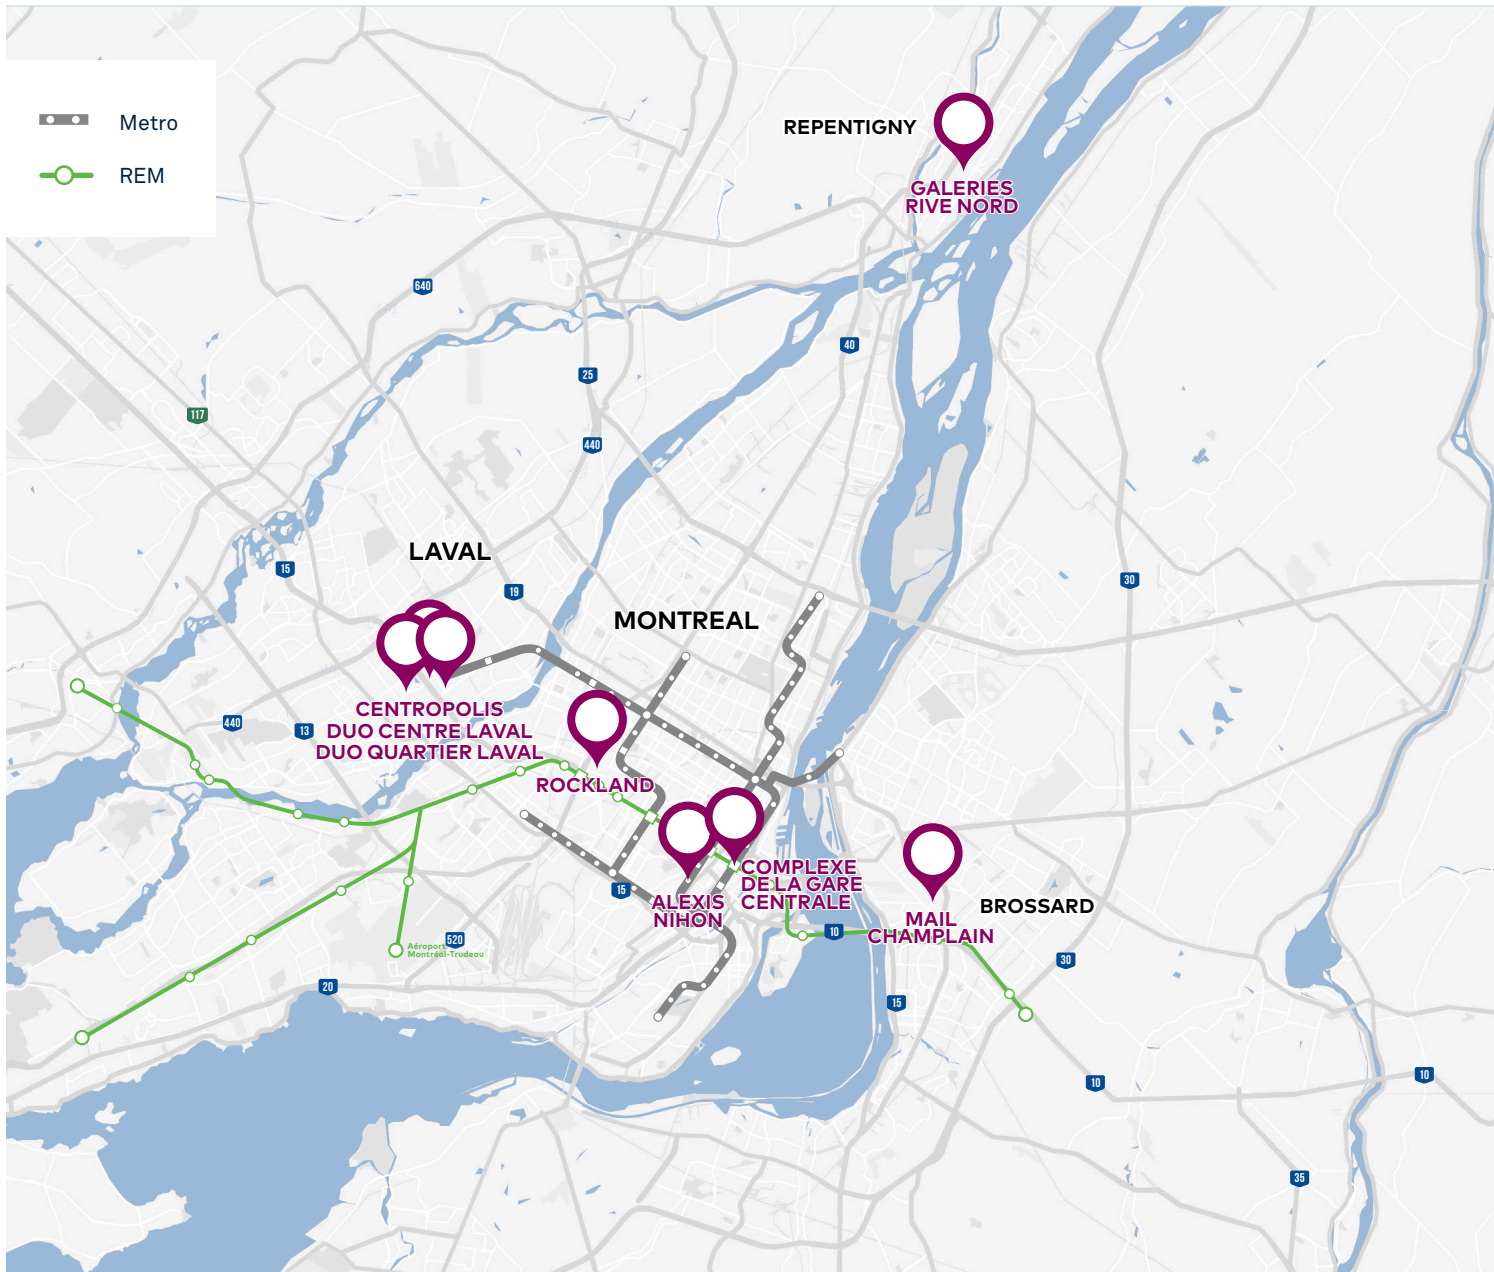 Metro
REM
REPENTIGNY
GALERIES
RIVE NORD
640
40
25
117
440
LAVAL
15
19
30
MONTREAL
CENTROPOLIS
DUO CENTRE LAVAL
DUO QUARTIER LAVAL
440
13
ROCKLAND
COMPLEXE
DE LA GARE
CENTRALE
15
ALEXIS
NIHON
MAIL
CHAMPLAIN
BROSSARD
10
Aéroport
Montréal-Trudeau
520
30
20
15
10
10
35